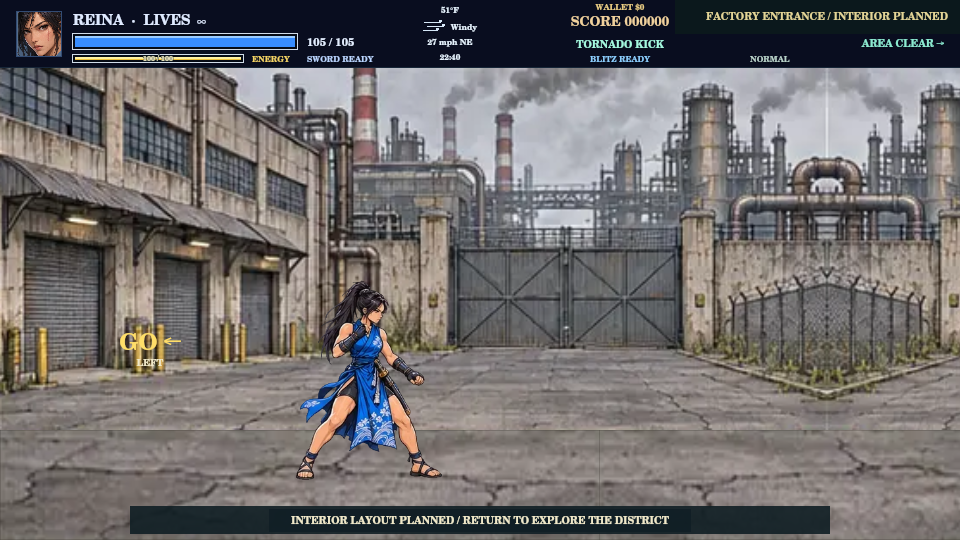 REINA · LIVES ∞
105 / 105
100 / 100
ENERGY
SWORD READY
51°F
Windy
27 mph NE
22:40
WALLET $0
SCORE 000000
TORNADO KICK
BLITZ READY
FACTORY ENTRANCE / INTERIOR PLANNED
AREA CLEAR →
NORMAL
GO ←
LEFT
INTERIOR LAYOUT PLANNED / RETURN TO EXPLORE THE DISTRICT